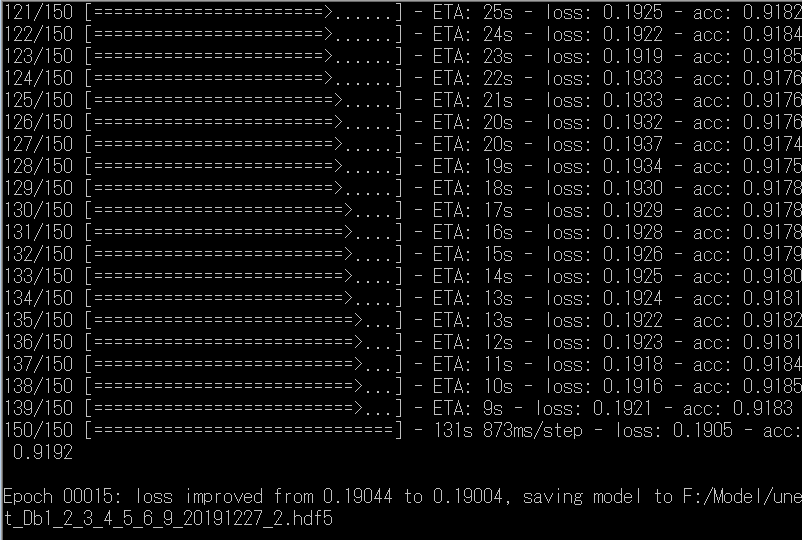 121/150 [=======================>......] - ETA: 25s - loss: 0.1925 - acc: 0.9182
122/150 [=======================>......] - ETA: 24s - loss: 0.1922 - acc: 0.9184
123/150 [=======================>......] - ETA: 23s - loss: 0.1919 - acc: 0.9185
124/150 [=======================>......] - ETA: 22s - loss: 0.1933 - acc: 0.9176
125/150 [========================>.....] - ETA: 21s - loss: 0.1933 - acc: 0.9176
126/150 [========================>.....] - ETA: 20s - loss: 0.1932 - acc: 0.9176
127/150 [========================>.....] - ETA: 20s - loss: 0.1937 - acc: 0.9174
128/150 [========================>.....] - ETA: 19s - loss: 0.1934 - acc: 0.9175
129/150 [========================>.....] - ETA: 18s - loss: 0.1930 - acc: 0.9178
130/150 [=========================>....] - ETA: 17s - loss: 0.1929 - acc: 0.9178
131/150 [=========================>....] - ETA: 16s - loss: 0.1928 - acc: 0.9178
132/150 [=========================>....] - ETA: 15s - loss: 0.1926 - acc: 0.9179
133/150 [=========================>....] - ETA: 14s - loss: 0.1925 - acc: 0.9180
134/150 [=========================>....] - ETA: 13s - loss: 0.1924 - acc: 0.9181
135/150 [==========================>...] - ETA: 13s - loss: 0.1922 - acc: 0.9182
136/150 [==========================>...] - ETA: 12s - loss: 0.1923 - acc: 0.9181
137/150 [==========================>...] - ETA: 11s - loss: 0.1918 - acc: 0.9184
138/150 [==========================>...] - ETA: 10s - loss: 0.1916 - acc: 0.9185
139/150 [==========================>...] - ETA: 9s - loss: 0.1921 - acc: 0.9183
150/150 [==============================] - 131s 873ms/step - loss: 0.1905 - acc:
0.9192
Epoch 00015: loss improved from 0.19044 to 0.19004, saving model to F:/Model/une
t_Db1_2_3_4_5_6_9_20191227_2.hdf5